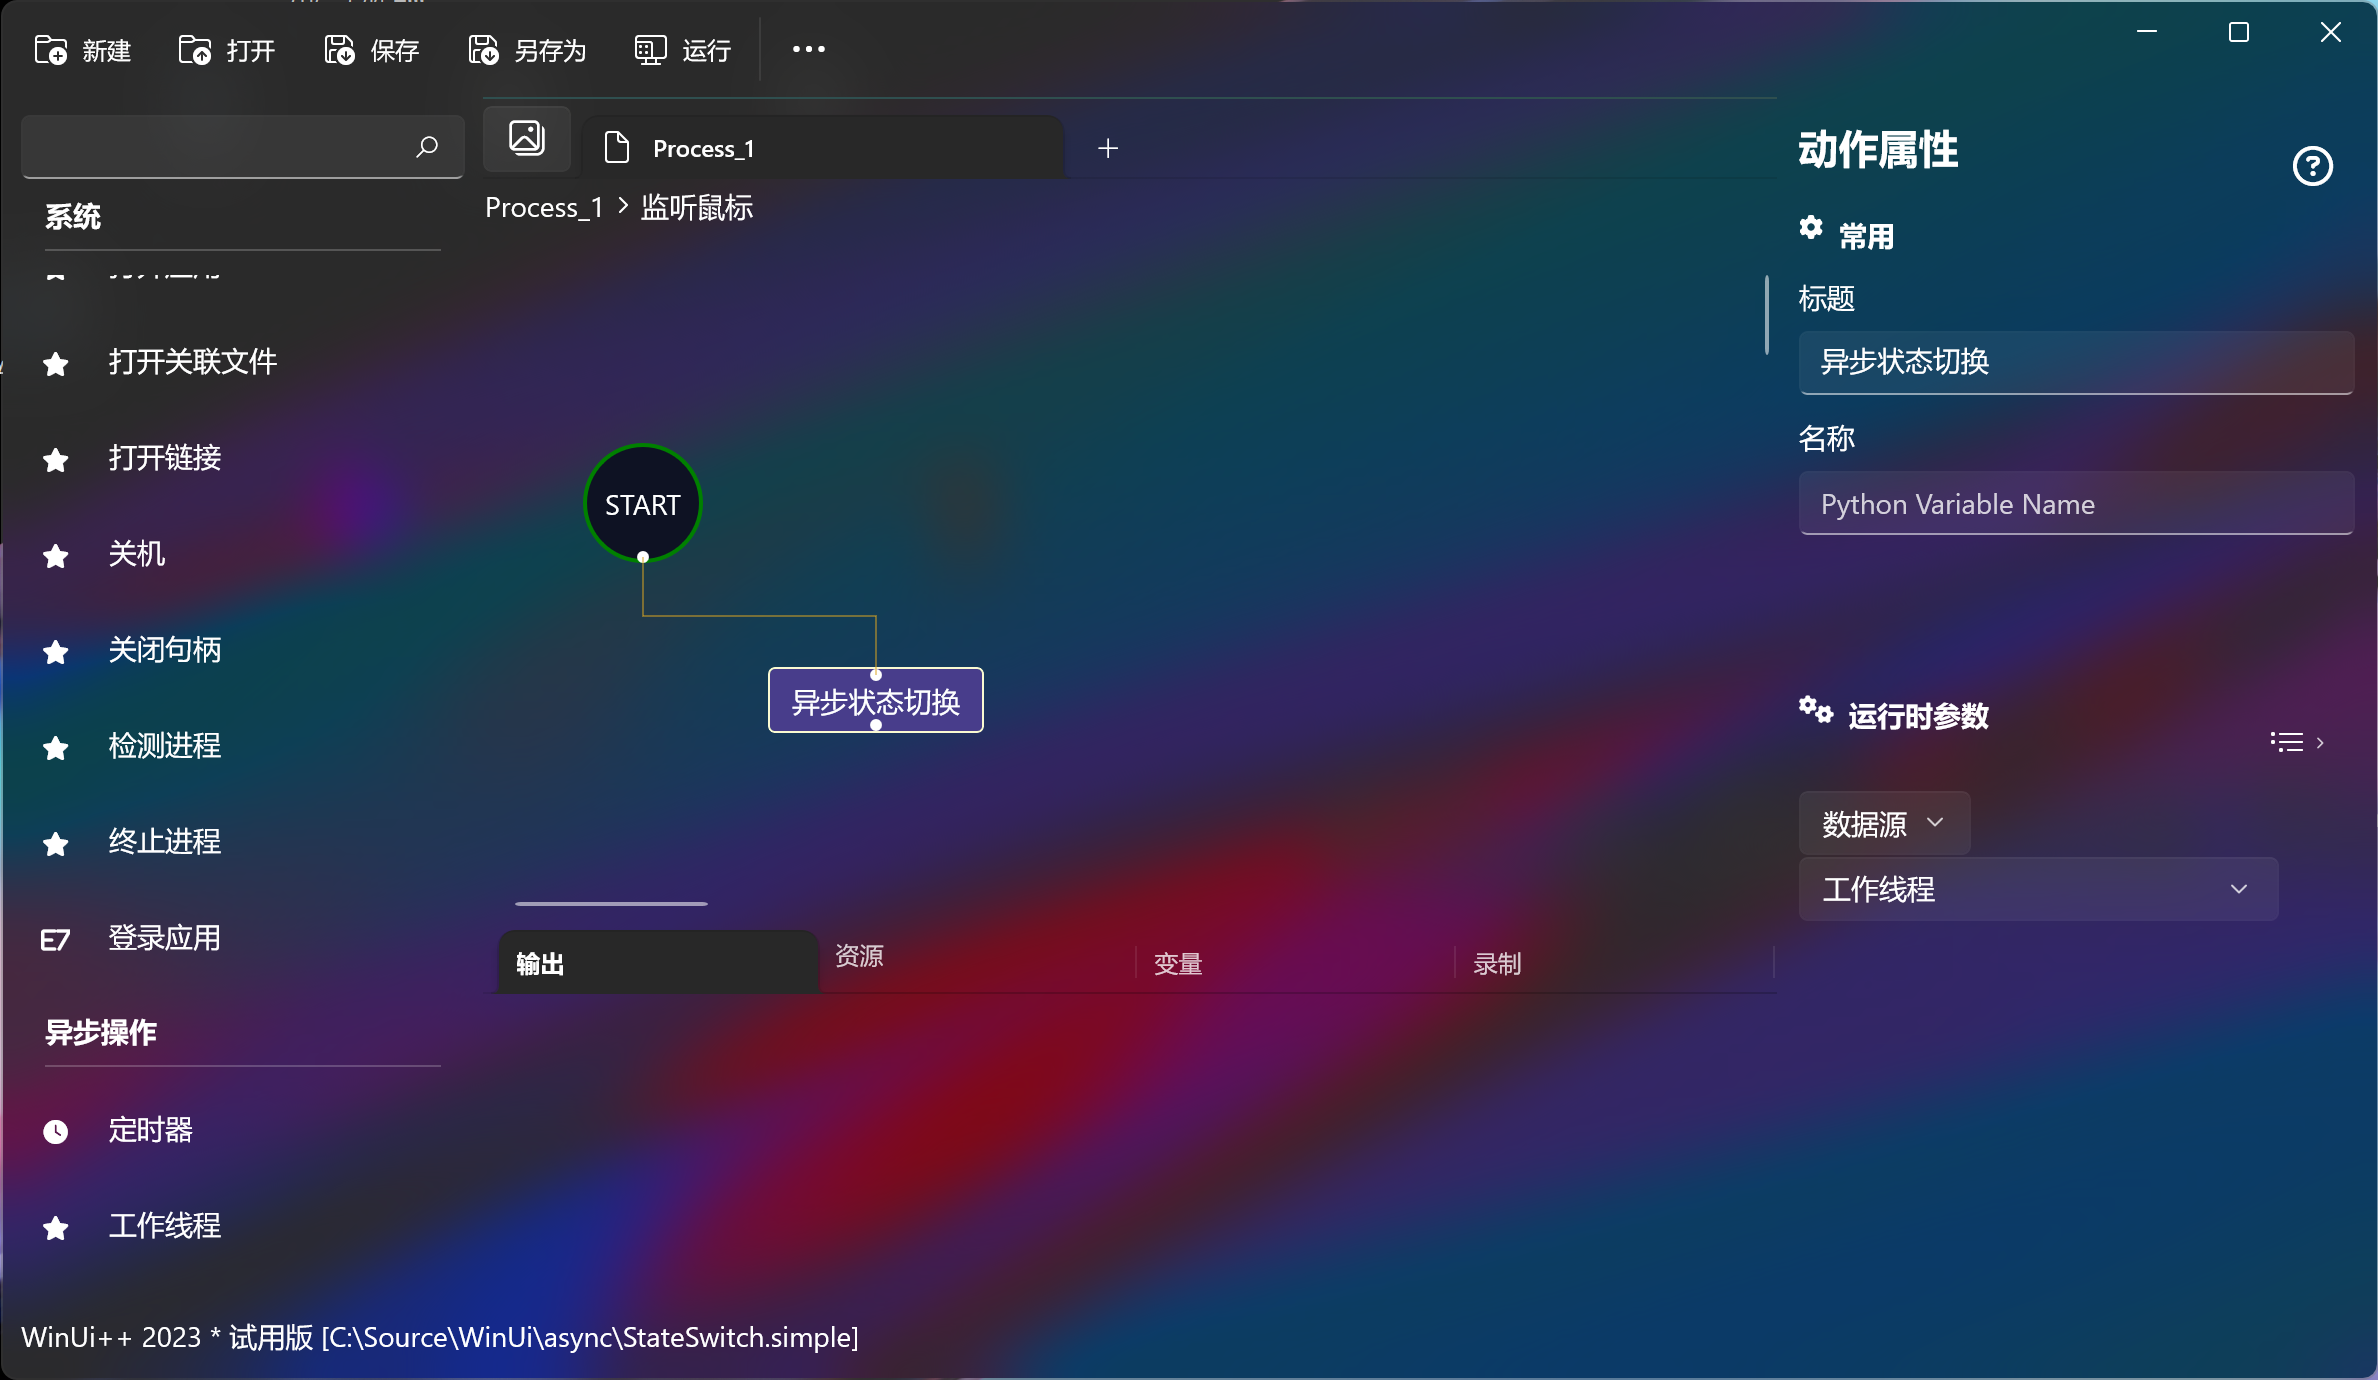 新建
打开
保存
另存为
运行
Process_1
Process_1 > 监听鼠标
系统
打开应用
打开关联文件
打开链接
关机
关闭句柄
检测进程
终止进程
E7 登录应用
异步操作
定时器
工作线程
START
异步状态切换
输出
资源
变量
录制
动作属性
常用
标题
异步状态切换
名称
Python Variable Name
运行时参数
数据源
工作线程
WinUi++ 2023 * 试用版 [C:\Source\WinUi\async\StateSwitch.simple]